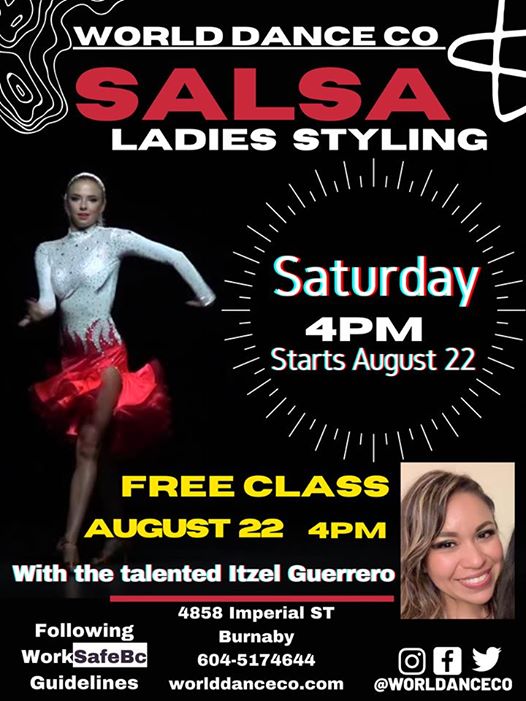 WORLD DANCE CO
SALSA
LADIES STYLING
Saturday
4PM
Starts August 22
FREE CLASS
AUGUST 22 4PM
With the talented Itzel Guerrero
Following
WorkSafeBc
Guidelines
4858 Imperial ST
Burnaby
604-5174644
worlddanceco.com
@WORLDANCECO